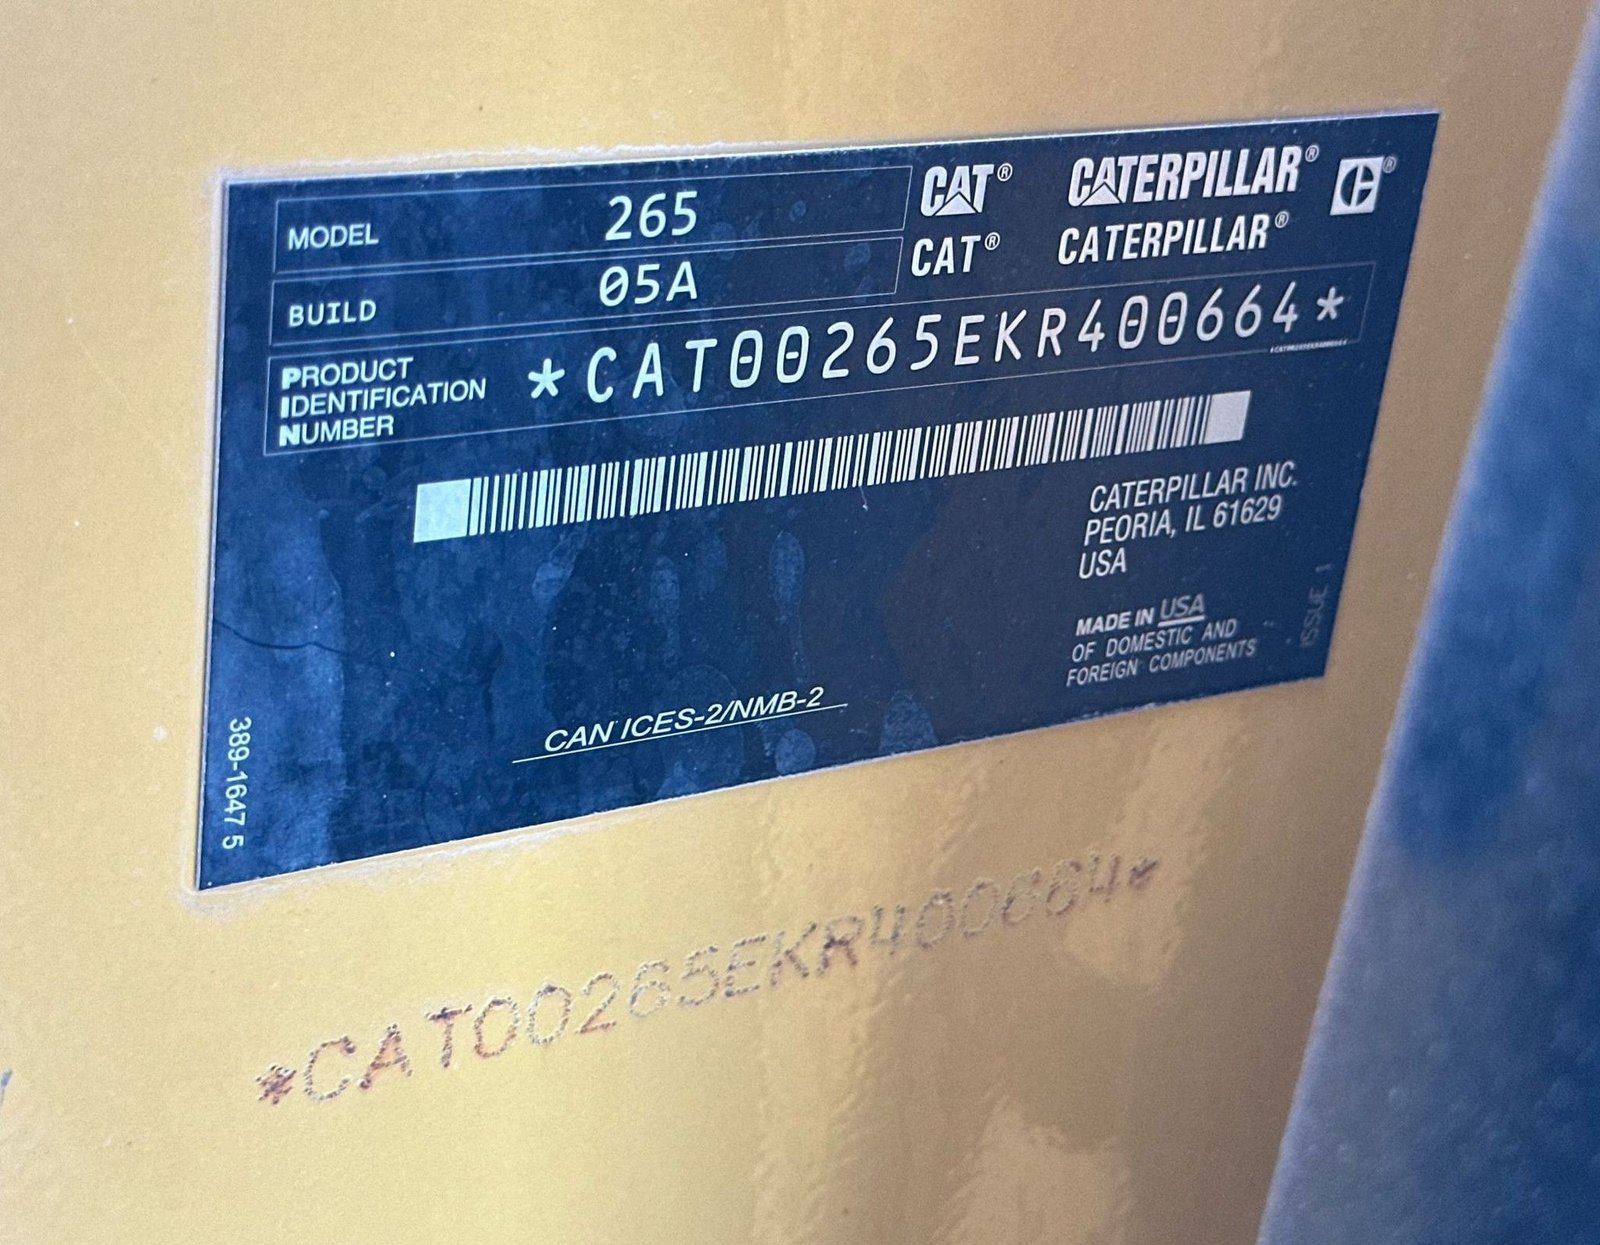 MODEL 265
CAT® CATERPILLAR®
BUILD 05A
CAT® CATERPILLAR®
PRODUCT IDENTIFICATION NUMBER *CAT00265EKR400664*
CATERPILLAR INC.
PEORIA, IL 61629
USA
MADE IN USA
OF DOMESTIC AND
FOREIGN COMPONENTS
ISSUE 1
CAN ICES-2/NMB-2
389-1647 5
*CAT00265EKR400664*